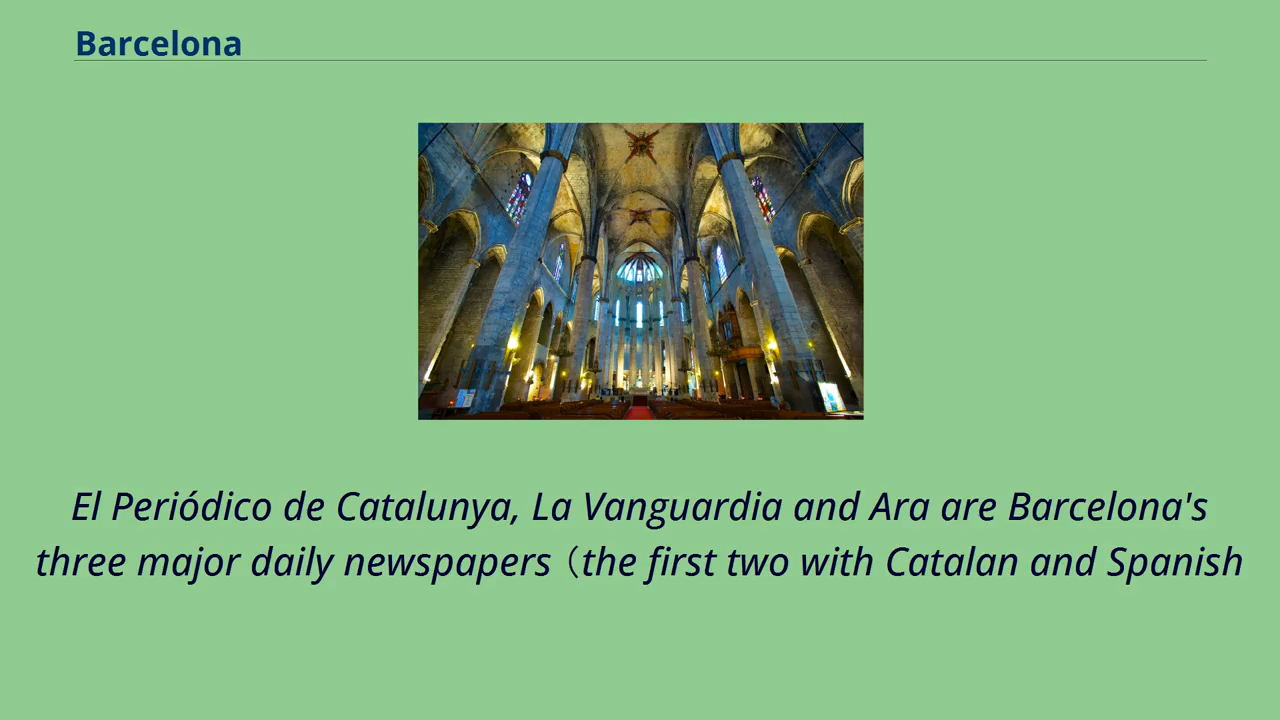 Barcelona
El Periódico de Catalunya, La Vanguardia and Ara are Barcelona's
three major daily newspapers（the first two with Catalan and Spanish